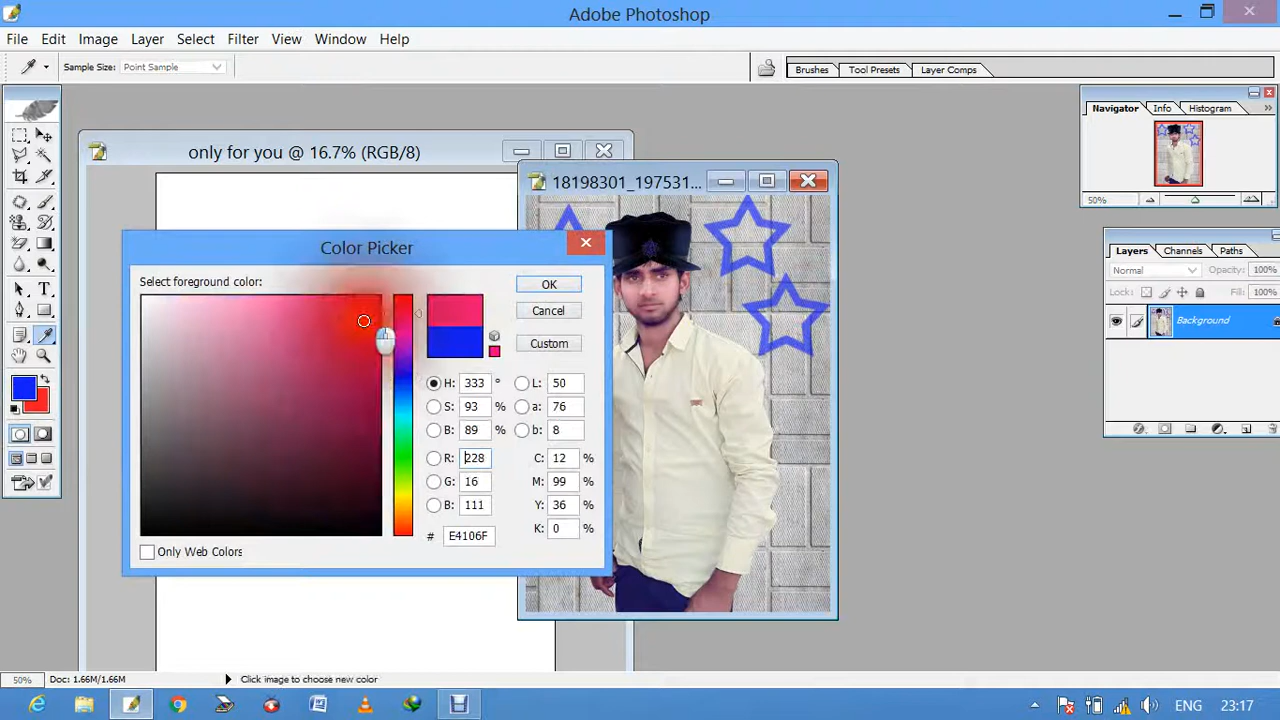 Adobe Photoshop
File Edit Image Layer Select Filter View Window Help
Sample Size: Point Sample
Brushes Tool Presets Layer Comps
Navigator Info Histogram
50%
only for you @ 16.7% (RGB/8)
18198301_197531...
Color Picker
Select foreground color:
OK
Cancel
Custom
H: 333 °
S: 93 %
B: 89 %
R: 228
G: 16
B: 111
# E4106F
L: 50
a: 76
b: 8
C: 12 %
M: 99 %
Y: 36 %
K: 0 %
Only Web Colors
Layers Channels Paths
Normal Opacity: 100%
Lock: Fill: 100%
Background
T
50% Doc: 1.66M/1.66M Click image to choose new color
ENG 23:17